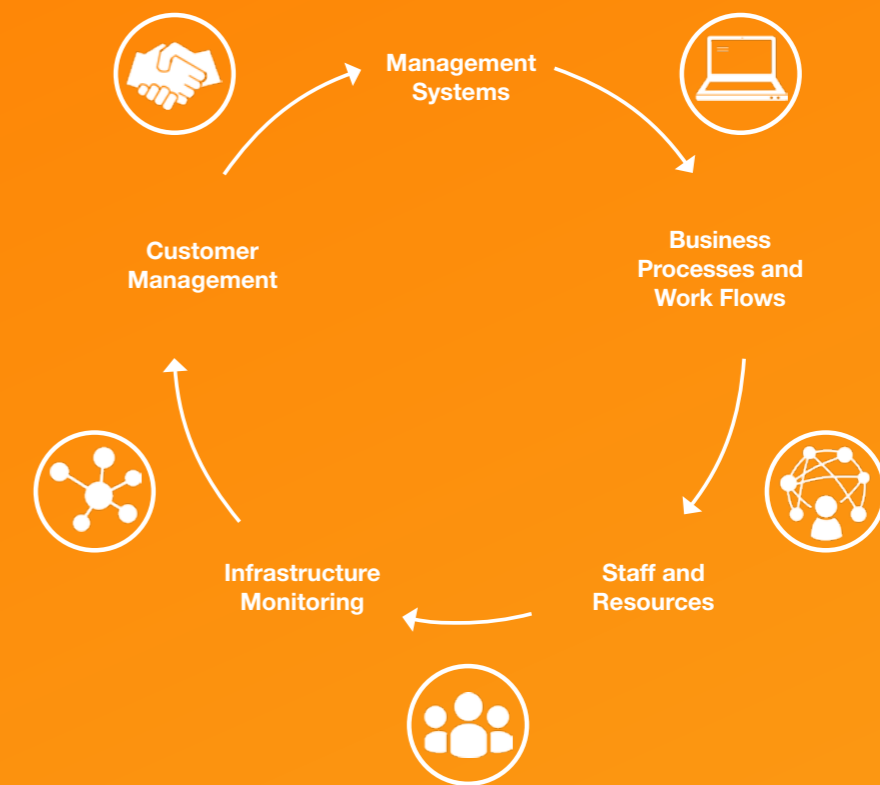 Management
Systems
Business
Processes and
Work Flows
Staff and
Resources
Infrastructure
Monitoring
Customer
Management